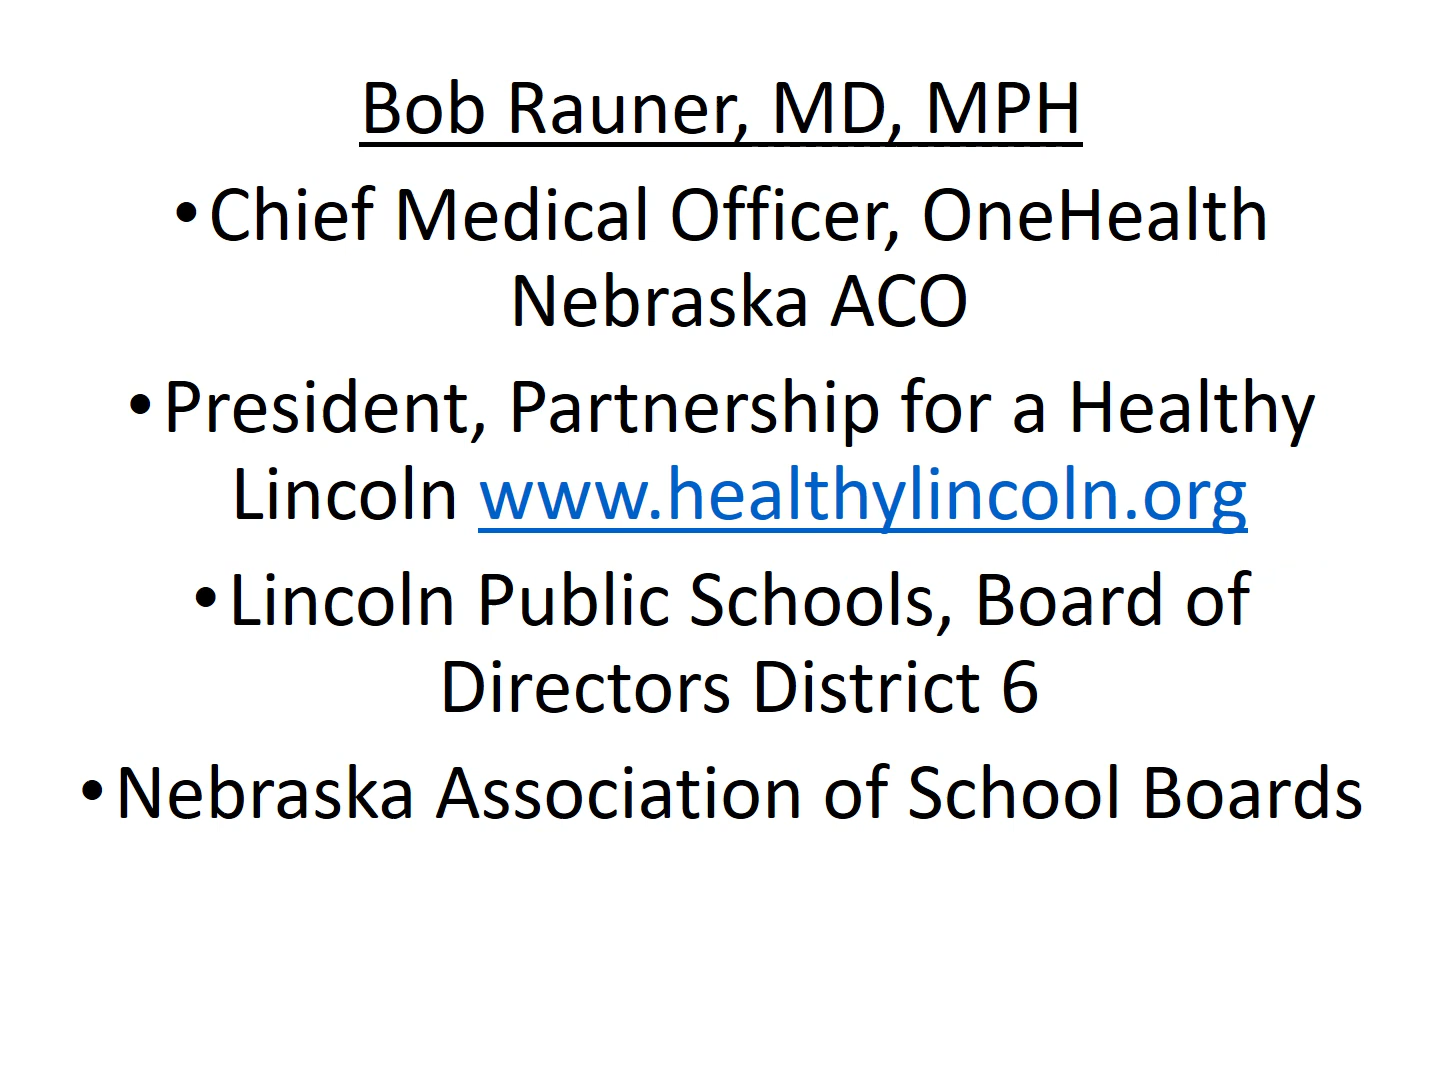 Bob Rauner, MD, MPH
•Chief Medical Officer, OneHealth
Nebraska ACO
•President, Partnership for a Healthy
Lincoln www.healthylincoln.org
•Lincoln Public Schools, Board of
Directors District 6
•Nebraska Association of School Boards